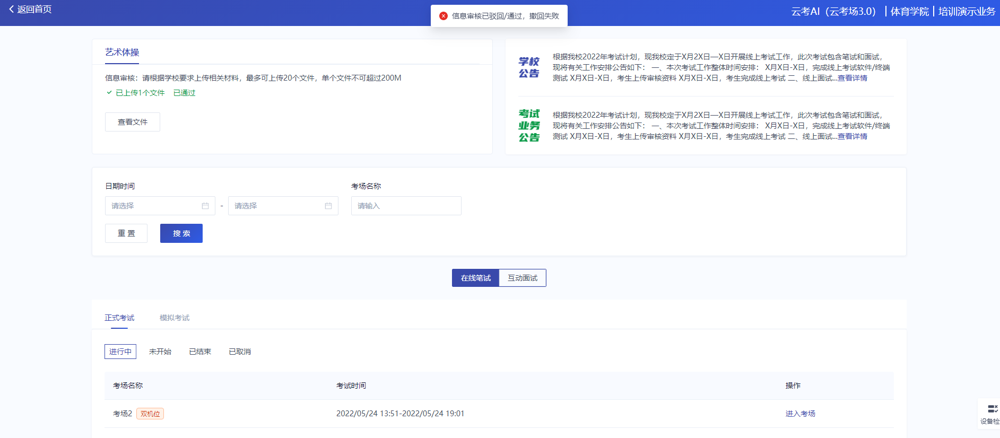 返回首页
信息审核已驳回/通过，撤回失败
云考AI（云考场3.0） | 体育学院 | 培训演示业务
艺术体操
信息审核：请根据学校要求上传相关材料，最多可上传20个文件，单个文件不可超过200M
已上传1个文件 已通过
查看文件
学校
公告
根据我校2022年考试计划，现我校定于X月2X日—X日开展线上考试工作，此次考试包含笔试和面试，
现将有关工作安排公告如下： 一、本次考试工作整体时间安排： X月X日-X日，完成线上考试软件/终端
测试 X月X日-X日，考生上传审核资料 X月X日-X日，考生完成线上考试 二、线上面试...查看详情
考试
业务
公告
根据我校2022年考试计划，现我校定于X月2X日—X日开展线上考试工作，此次考试包含笔试和面试，
现将有关工作安排公告如下： 一、本次考试工作整体时间安排： X月X日-X日，完成线上考试软件/终端
测试 X月X日-X日，考生上传审核资料 X月X日-X日，考生完成线上考试 二、线上面试...查看详情
日期时间 考场名称
请选择 - 请选择 请输入
重 置 搜 索
在线笔试 互动面试
正式考试 模拟考试
进行中 未开始 已结束 已取消
考场名称 考试时间 操作
考场2 双机位 2022/05/24 13:51-2022/05/24 19:01 进入考场
设备检